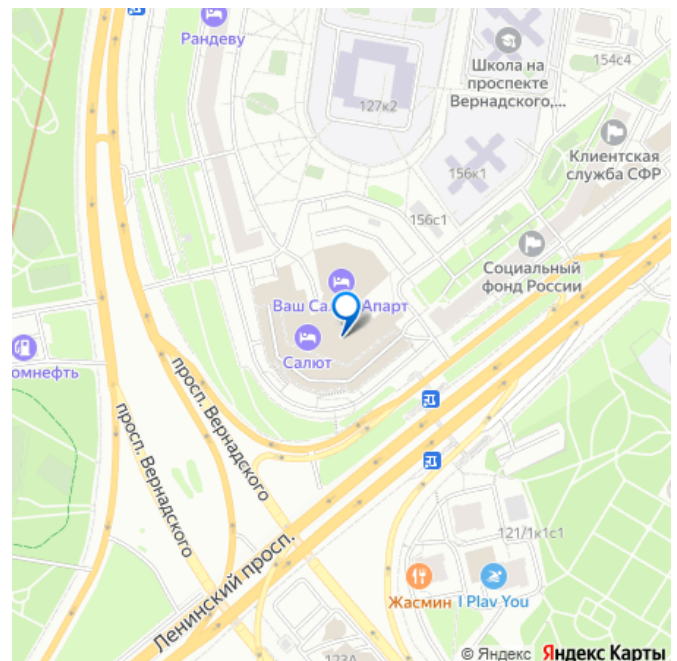 Рандеву
127к2
Школа на
проспекте
Вернадского,...
154с4
Клиентская
служба СФР
156к1
156с1
Социальный
фонд России
Ваш Са Апарт
Салют
омнефть
просп. Вернадского
просп. Вернадского
Ленинский просп.
121/1к1с1
Жасмин
I Play You
123А
© Яндекс Яндекс Карты